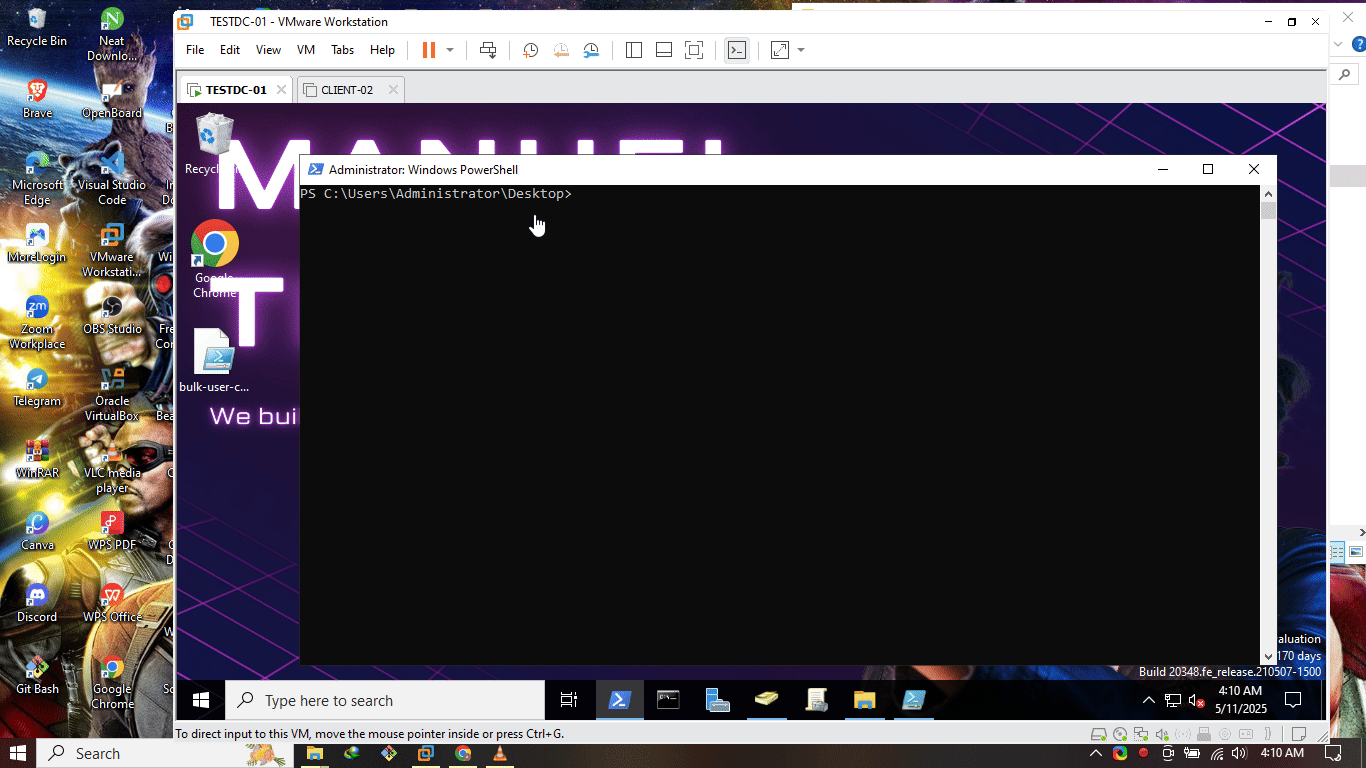 TESTDC-01 - VMware Workstation
File Edit View VM Tabs Help
TESTDC-01
CLIENT-02
Recycle Bin
Neat
Downlo...
Brave
OpenBoard
Microsoft
Edge
Visual Studio
Code
MoreLogin
VMware
Workstati...
Zoom
Workplace
OBS Studio
Telegram
Oracle
VirtualBox
WinRAR
VLC media
player
Canva
WPS PDF
Discord
WPS Office
Git Bash
Google
Chrome
Recycl
Google
Chrome
bulk-user-c...
We bui
Administrator: Windows PowerShell
PS C:\Users\Administrator\Desktop>
aluation
170 days
Build 20348.fe_release.210507-1500
Type here to search
4:10 AM
5/11/2025
To direct input to this VM, move the mouse pointer inside or press Ctrl+G.
Search
4:10 AM